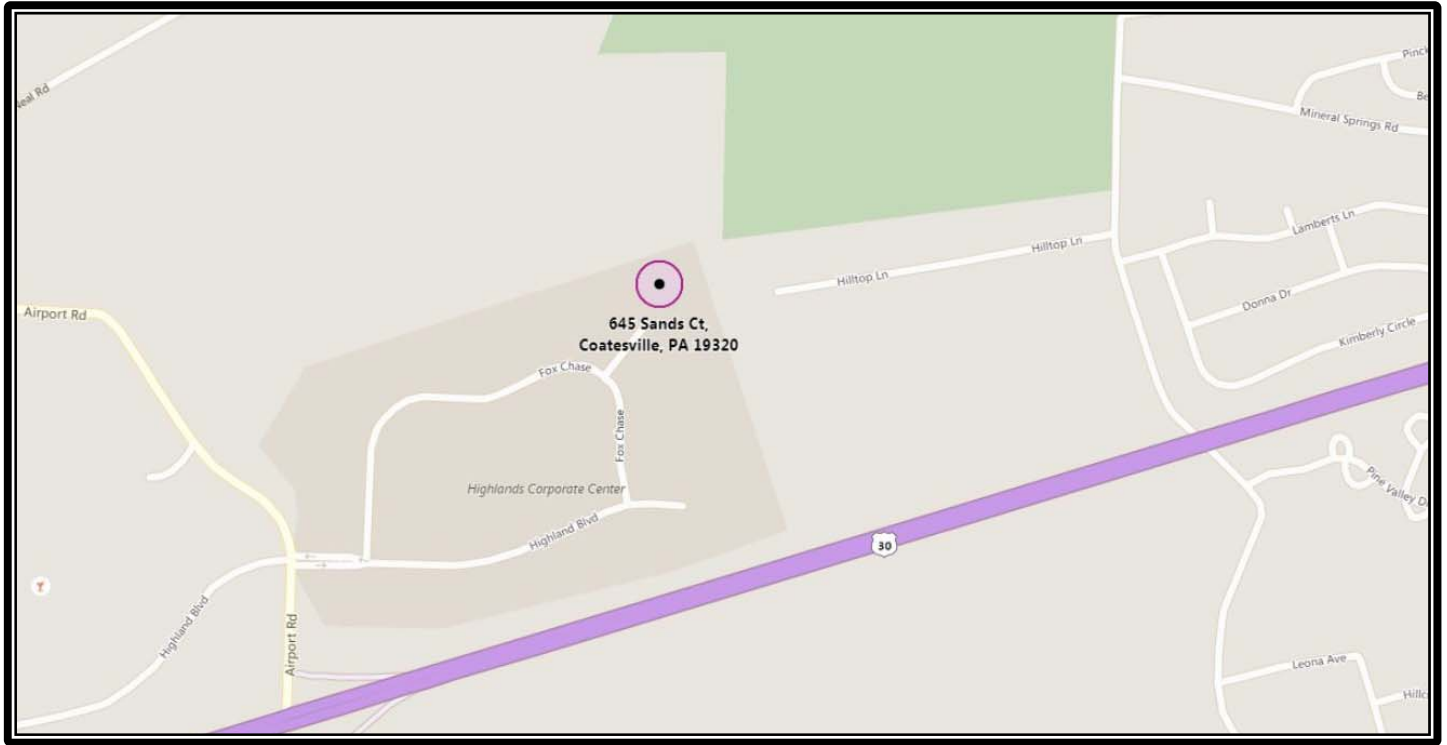 Neal Rd
Pinck
Be
Mineral Springs Rd
Lamberts Ln
Hilltop Ln
Hilltop Ln
Donna Dr
Airport Rd
645 Sands Ct,
Coatesville, PA 19320
Kimberly Circle
Fox Chase
Fox Chase
Highlands Corporate Center
Pine Valley D
Highland Blvd
30
Highland Blvd
Airport Rd
Leona Ave
Hillc